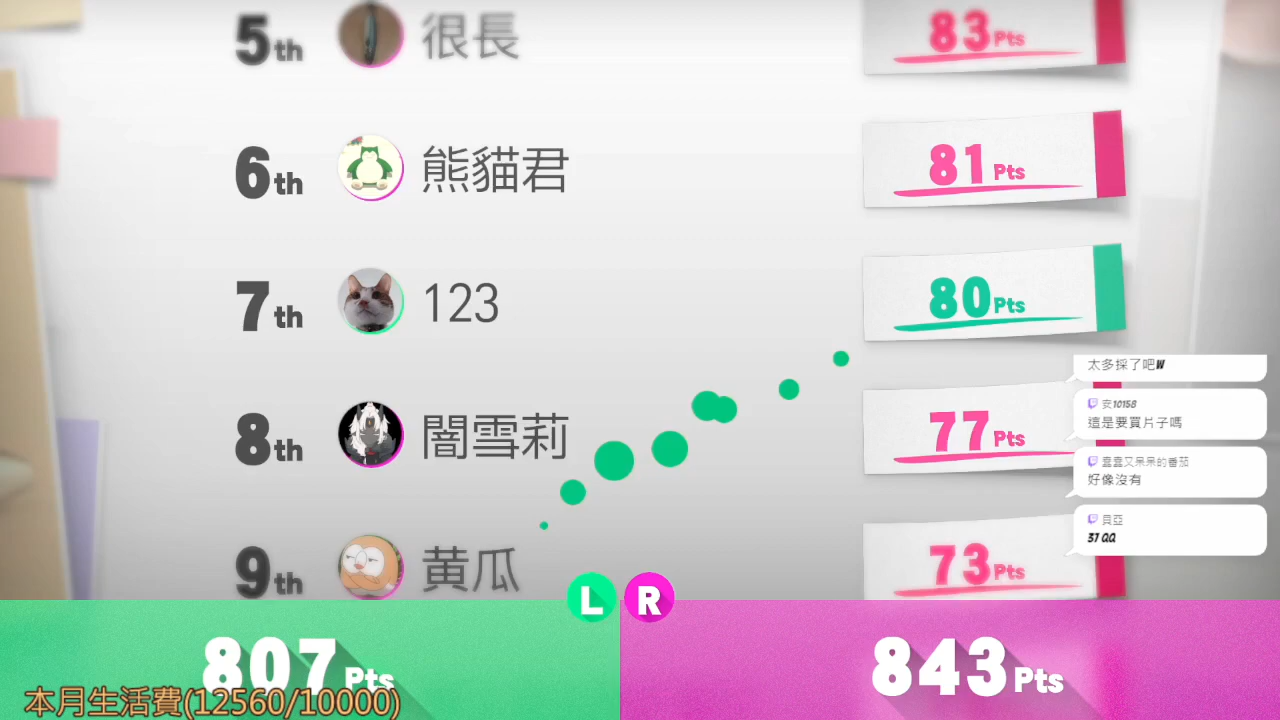 5th 很長 83Pts
6th 熊貓君 81Pts
7th 123 80Pts
太多採了吧W
安10158
這是要買片子嗎
8th 闇雪莉 77Pts
蠢蠢又呆呆的番茄
好像沒有
貝亞
37 QQ
9th 黄瓜 73Pts
L R
807Pts 843Pts
本月生活費(12560/10000)